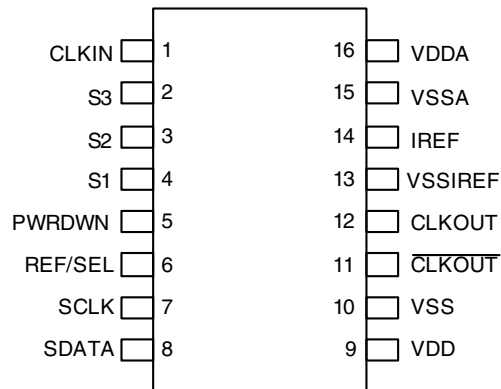 CLKIN 1 16 VDDA
S3 2 15 VSSA
S2 3 14 IREF
S1 4 13 VSSIREF
PWRDWN 5 12 CLKOUT
REF/SEL 6 11 C̅L̅K̅O̅U̅T̅
SCLK 7 10 VSS
SDATA 8 9 VDD